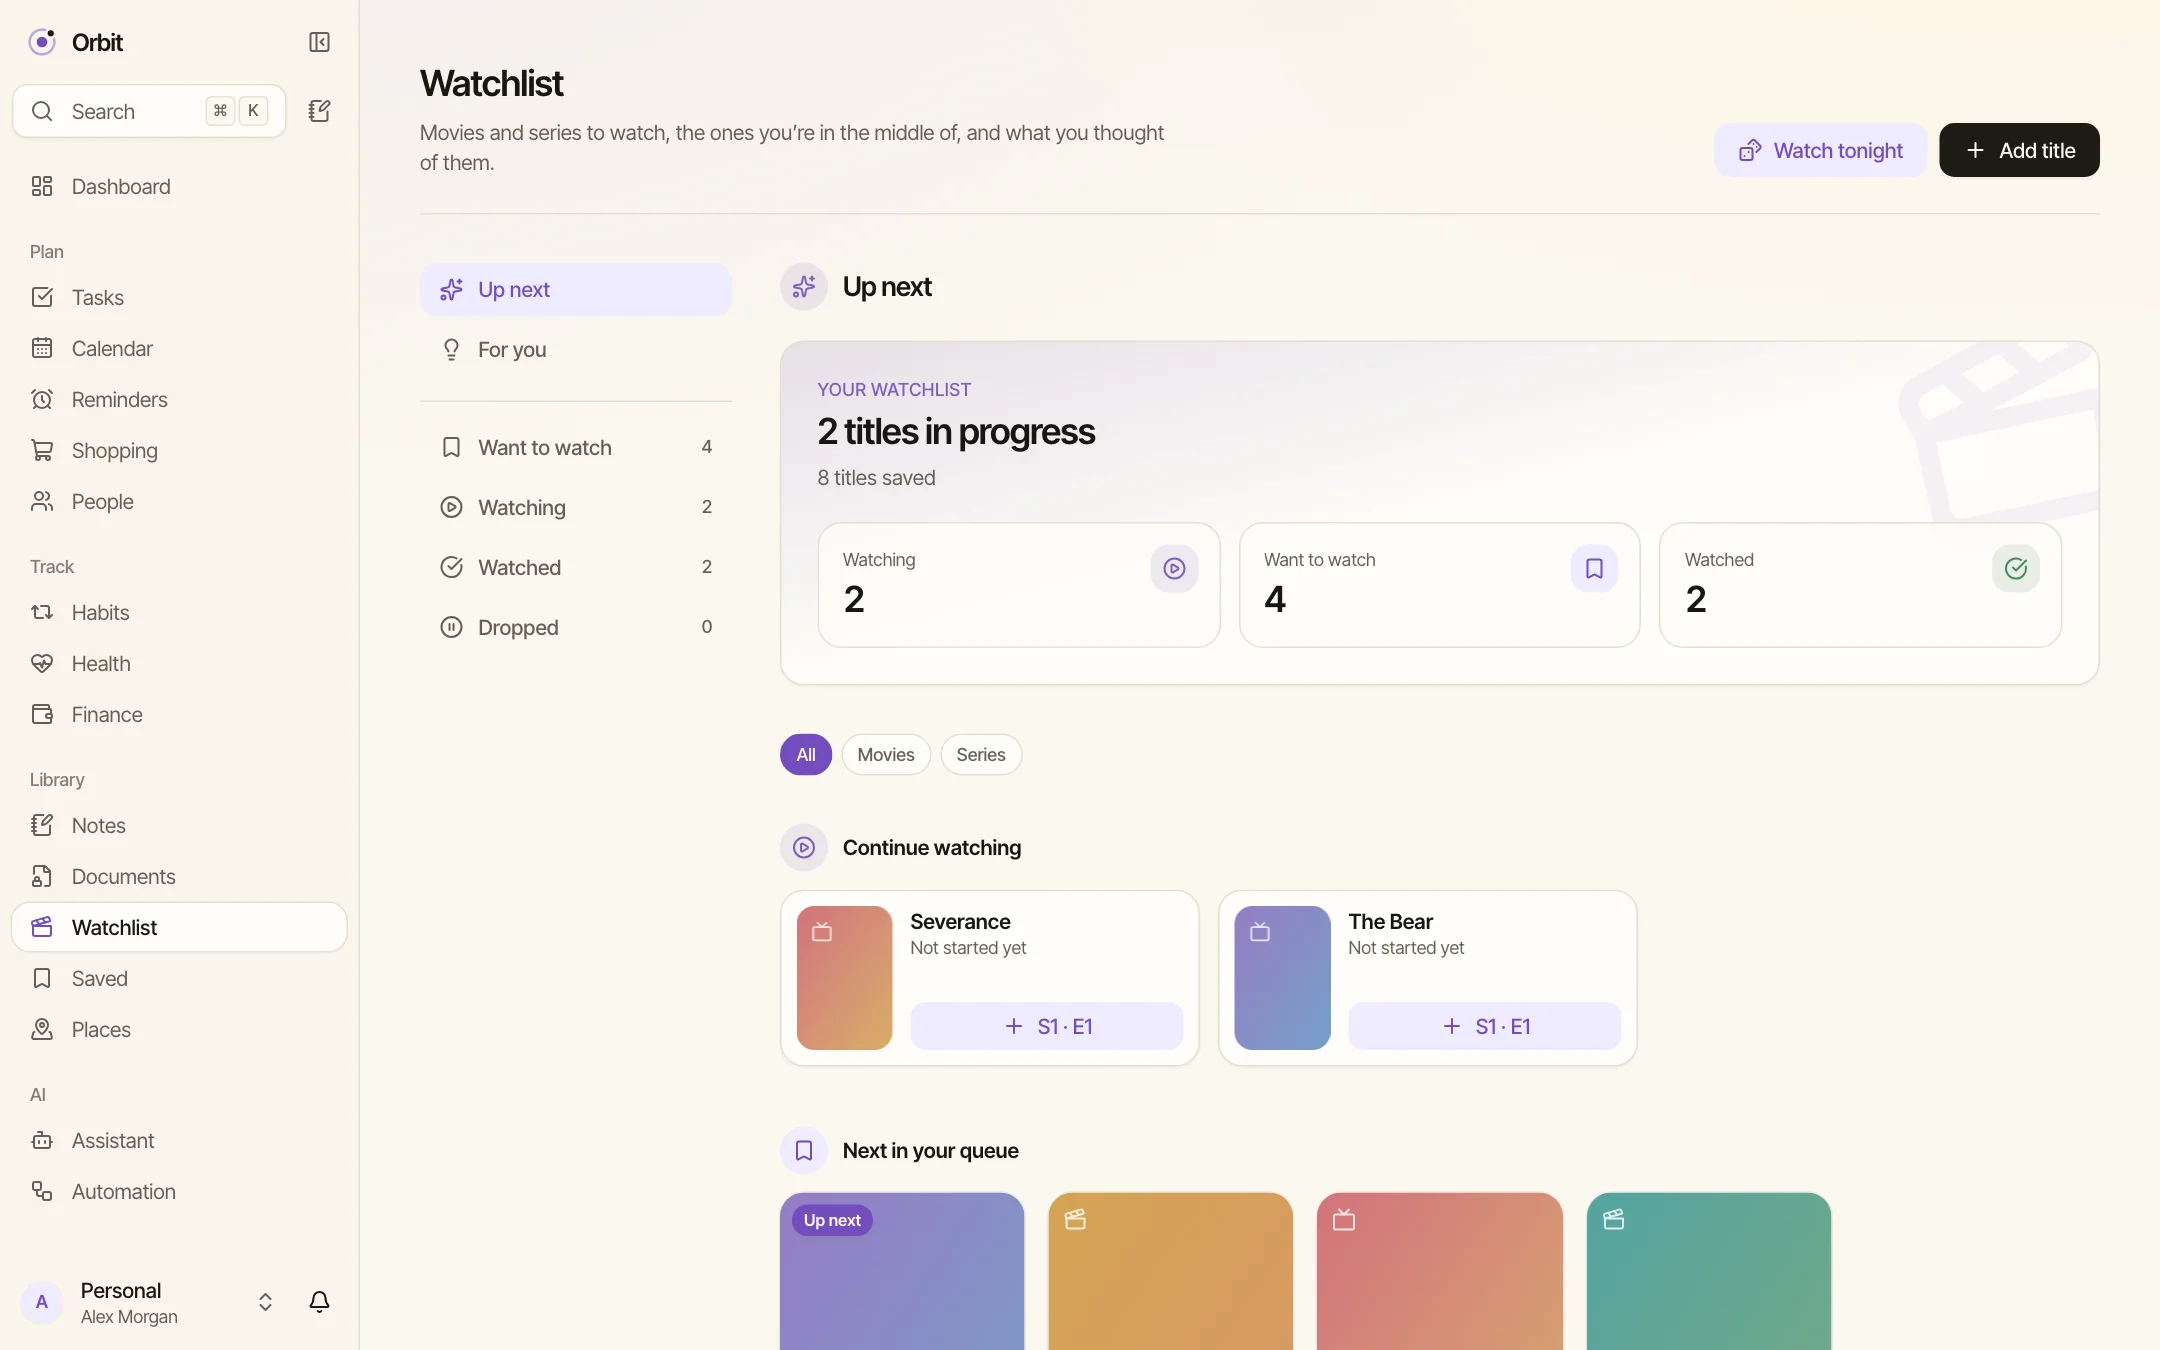 Orbit
Search ⌘ K
Dashboard
Plan
Tasks
Calendar
Reminders
Shopping
People
Track
Habits
Health
Finance
Library
Notes
Documents
Watchlist
Saved
Places
AI
Assistant
Automation
A
Personal
Alex Morgan
Watchlist
Movies and series to watch, the ones you’re in the middle of, and what you thought
of them.
Watch tonight
Add title
Up next
For you
Want to watch 4
Watching 2
Watched 2
Dropped 0
Up next
YOUR WATCHLIST
2 titles in progress
8 titles saved
Watching
2
Want to watch
4
Watched
2
All
Movies
Series
Continue watching
Severance
Not started yet
S1 · E1
The Bear
Not started yet
S1 · E1
Next in your queue
Up next